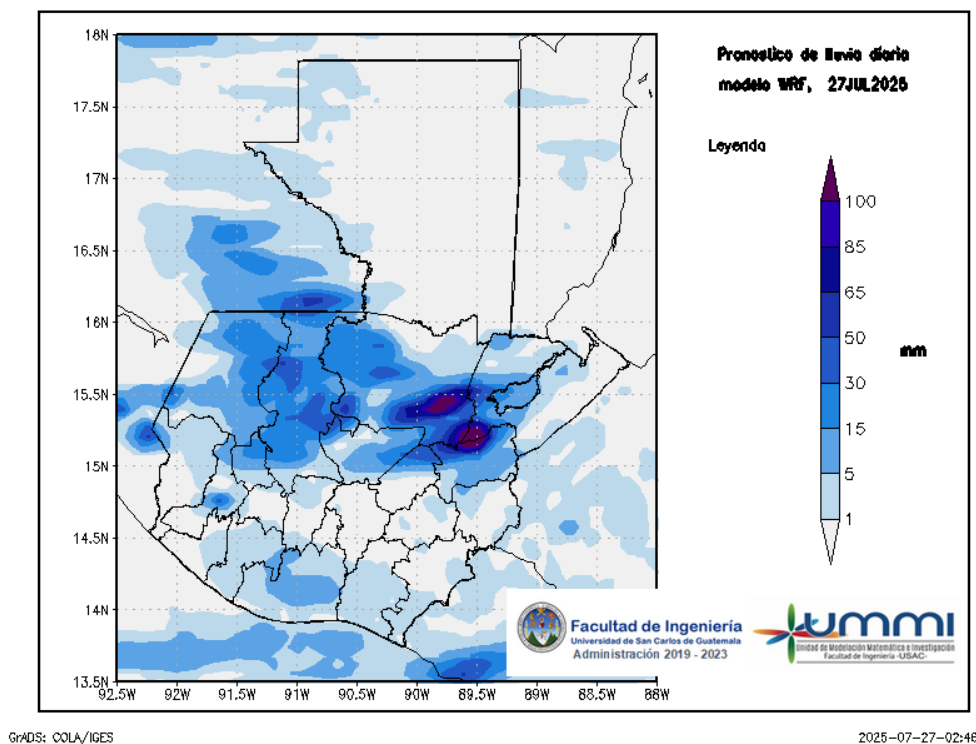 Pronostico de lluvia diaria
modelo WRF, 27JUL2025
Leyenda
100
85
65
50
30
15
5
1
mm
18N
17.5N
17N
16.5N
16N
15.5N
15N
14.5N
14N
13.5N
92.5W
92W
91.5W
91W
90.5W
90W
89.5W
89W
88.5W
88W
Facultad de Ingeniería
Universidad de San Carlos de Guatemala
Administración 2019 - 2023
UMMI
Unidad de Modelación Matemática e Investigación
Facultad de Ingeniería -USAC-
GrADS: COLA/IGES
2025-07-27-02:46